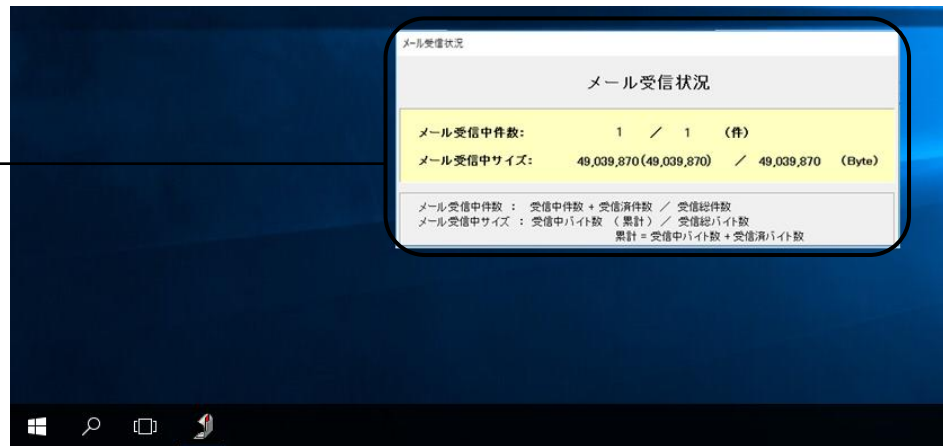 メール受信状況
メール受信状況
メール受信中件数: 1 / 1 (件)
メール受信中サイズ: 49,039,870(49,039,870) / 49,039,870 (Byte)
メール受信中件数 : 受信中件数 + 受信済件数 / 受信総件数
メール受信中サイズ : 受信中バイト数 (累計) / 受信総バイト数
累計 = 受信中バイト数 + 受信済バイト数